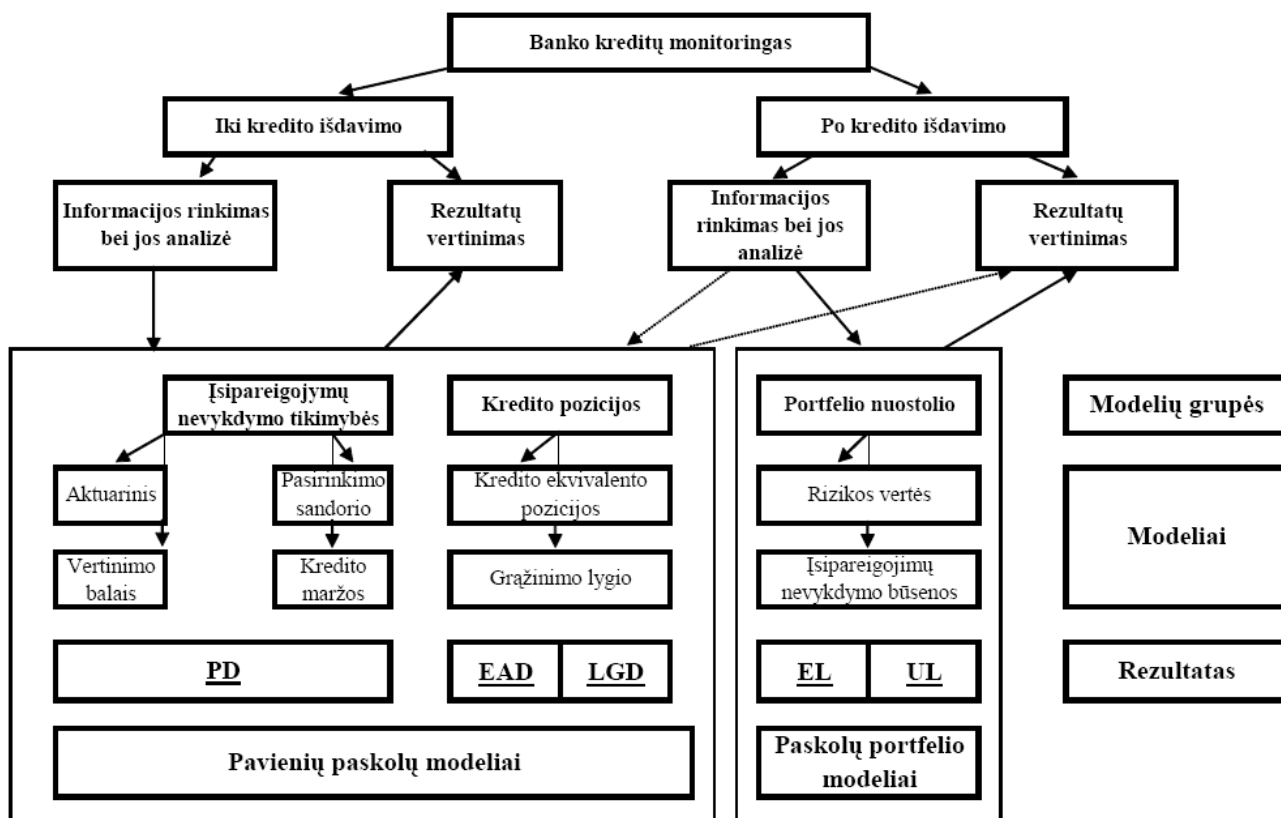 Banko kreditų monitoringas
Iki kredito išdavimo
Po kredito išdavimo
Informacijos rinkimas
bei jos analizė
Rezultatų
vertinimas
Informacijos
rinkimas bei jos
analizė
Rezultatų
vertinimas
Įsipareigojymų
nevykdymo tikimybės
Kredito pozicijos
Portfelio nuostolio
Modelių grupės
Aktuarinis
Pasirinkimo
sandorio
Kredito ekvivalento
pozicijos
Rizikos vertės
Modeliai
Vertinimo
balais
Kredito
maržos
Grąžinimo lygio
Įsipareigojimų
nevykdymo būsenos
PD
EAD
LGD
EL
UL
Rezultatas
Pavienių paskolų modeliai
Paskolų portfelio
modeliai